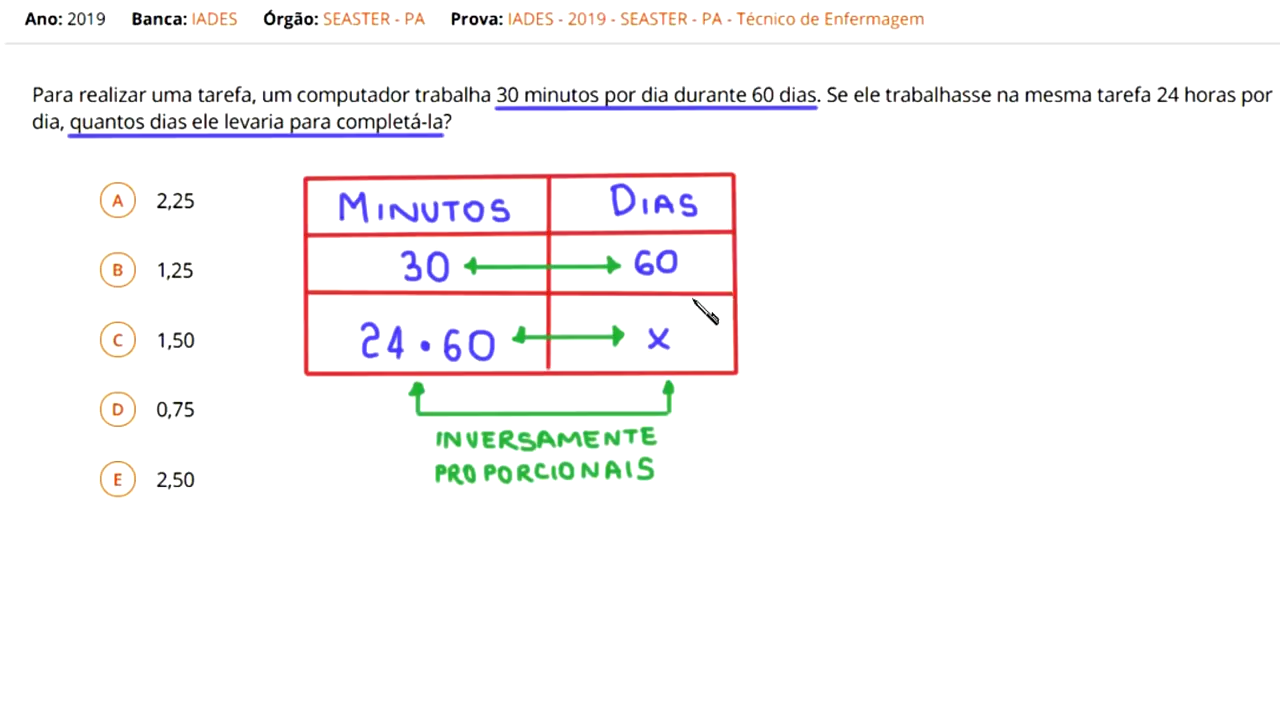 Ano: 2019 Banca: IADES Órgão: SEASTER - PA Prova: IADES - 2019 - SEASTER - PA - Técnico de Enfermagem
Para realizar uma tarefa, um computador trabalha 30 minutos por dia durante 60 dias. Se ele trabalhasse na mesma tarefa 24 horas por
dia, quantos dias ele levaria para completá-la?
A 2,25
B 1,25
C 1,50
D 0,75
E 2,50
MINUTOS DIAS
30 60
24 • 60 x
INVERSAMENTE
PROPORCIONAIS